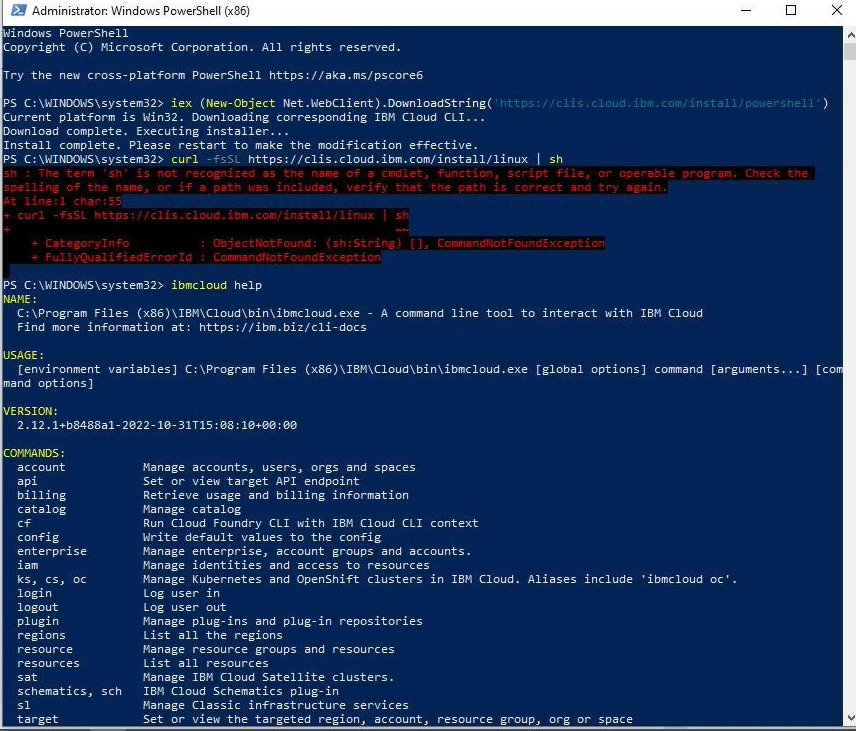 Administrator: Windows PowerShell (x86)
Windows PowerShell
Copyright (C) Microsoft Corporation. All rights reserved.
Try the new cross-platform PowerShell https://aka.ms/pscore6
PS C:\WINDOWS\system32> iex (New-Object Net.WebClient).DownloadString('https://clis.cloud.ibm.com/install/powershell')
Current platform is Win32. Downloading corresponding IBM Cloud CLI...
Download complete. Executing installer...
Install complete. Please restart to make the modification effective.
PS C:\WINDOWS\system32> curl -fsSL https://clis.cloud.ibm.com/install/linux | sh
sh : The term 'sh' is not recognized as the name of a cmdlet, function, script file, or operable program. Check the
spelling of the name, or if a path was included, verify that the path is correct and try again.
At line:1 char:55
+ curl -fsSL https://clis.cloud.ibm.com/install/linux | sh
+                                                       ~~
    + CategoryInfo          : ObjectNotFound: (sh:String) [], CommandNotFoundException
    + FullyQualifiedErrorId : CommandNotFoundException
PS C:\WINDOWS\system32> ibmcloud help
NAME:
  C:\Program Files (x86)\IBM\Cloud\bin\ibmcloud.exe - A command line tool to interact with IBM Cloud
  Find more information at: https://ibm.biz/cli-docs
USAGE:
  [environment variables] C:\Program Files (x86)\IBM\Cloud\bin\ibmcloud.exe [global options] command [arguments...] [com
mand options]
VERSION:
  2.12.1+b8488a1-2022-10-31T15:08:10+00:00
COMMANDS:
  account           Manage accounts, users, orgs and spaces
  api               Set or view target API endpoint
  billing           Retrieve usage and billing information
  catalog           Manage catalog
  cf                Run Cloud Foundry CLI with IBM Cloud CLI context
  config            Write default values to the config
  enterprise        Manage enterprise, account groups and accounts.
  iam               Manage identities and access to resources
  ks, cs, oc        Manage Kubernetes and OpenShift clusters in IBM Cloud. Aliases include 'ibmcloud oc'.
  login             Log user in
  logout            Log user out
  plugin            Manage plug-ins and plug-in repositories
  regions           List all the regions
  resource          Manage resource groups and resources
  resources         List all resources
  sat               Manage IBM Cloud Satellite clusters.
  schematics, sch   IBM Cloud Schematics plug-in
  sl                Manage Classic infrastructure services
  target            Set or view the targeted region, account, resource group, org or space